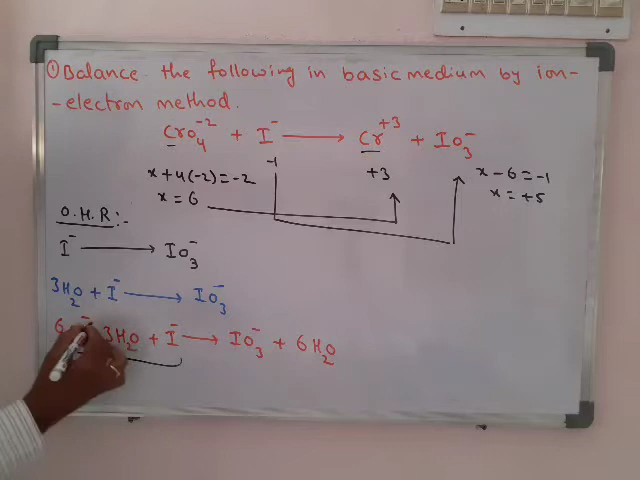 ① Balance the following in basic medium by ion-
-electron method.
CrO₄⁻² + I⁻ ⟶ Cr⁺³ + IO₃⁻
x+4(-2)=-2 -1 +3 x-6=-1
x=6 x=+5
O.H.R:-
I⁻ ⟶ IO₃⁻
3H₂O + I⁻ ⟶ IO₃⁻
6 3H₂O + I⁻ ⟶ IO₃⁻ + 6H₂O